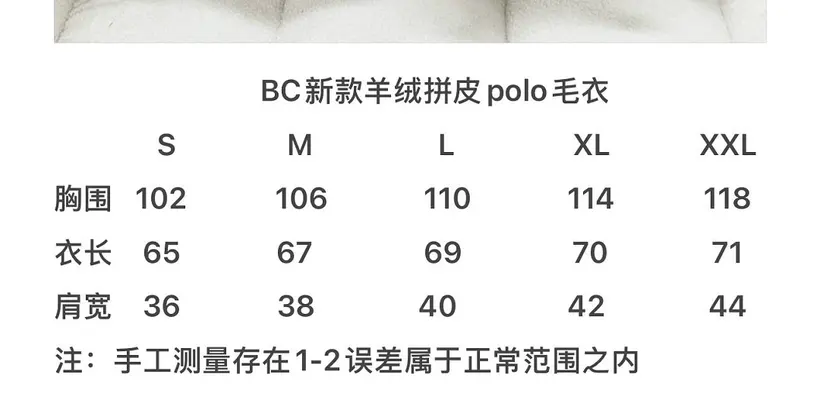 BC新款羊绒拼皮polo毛衣
S M L XL XXL
胸围 102 106 110 114 118
衣长 65 67 69 70 71
肩宽 36 38 40 42 44
注：手工测量存在1-2误差属于正常范围之内